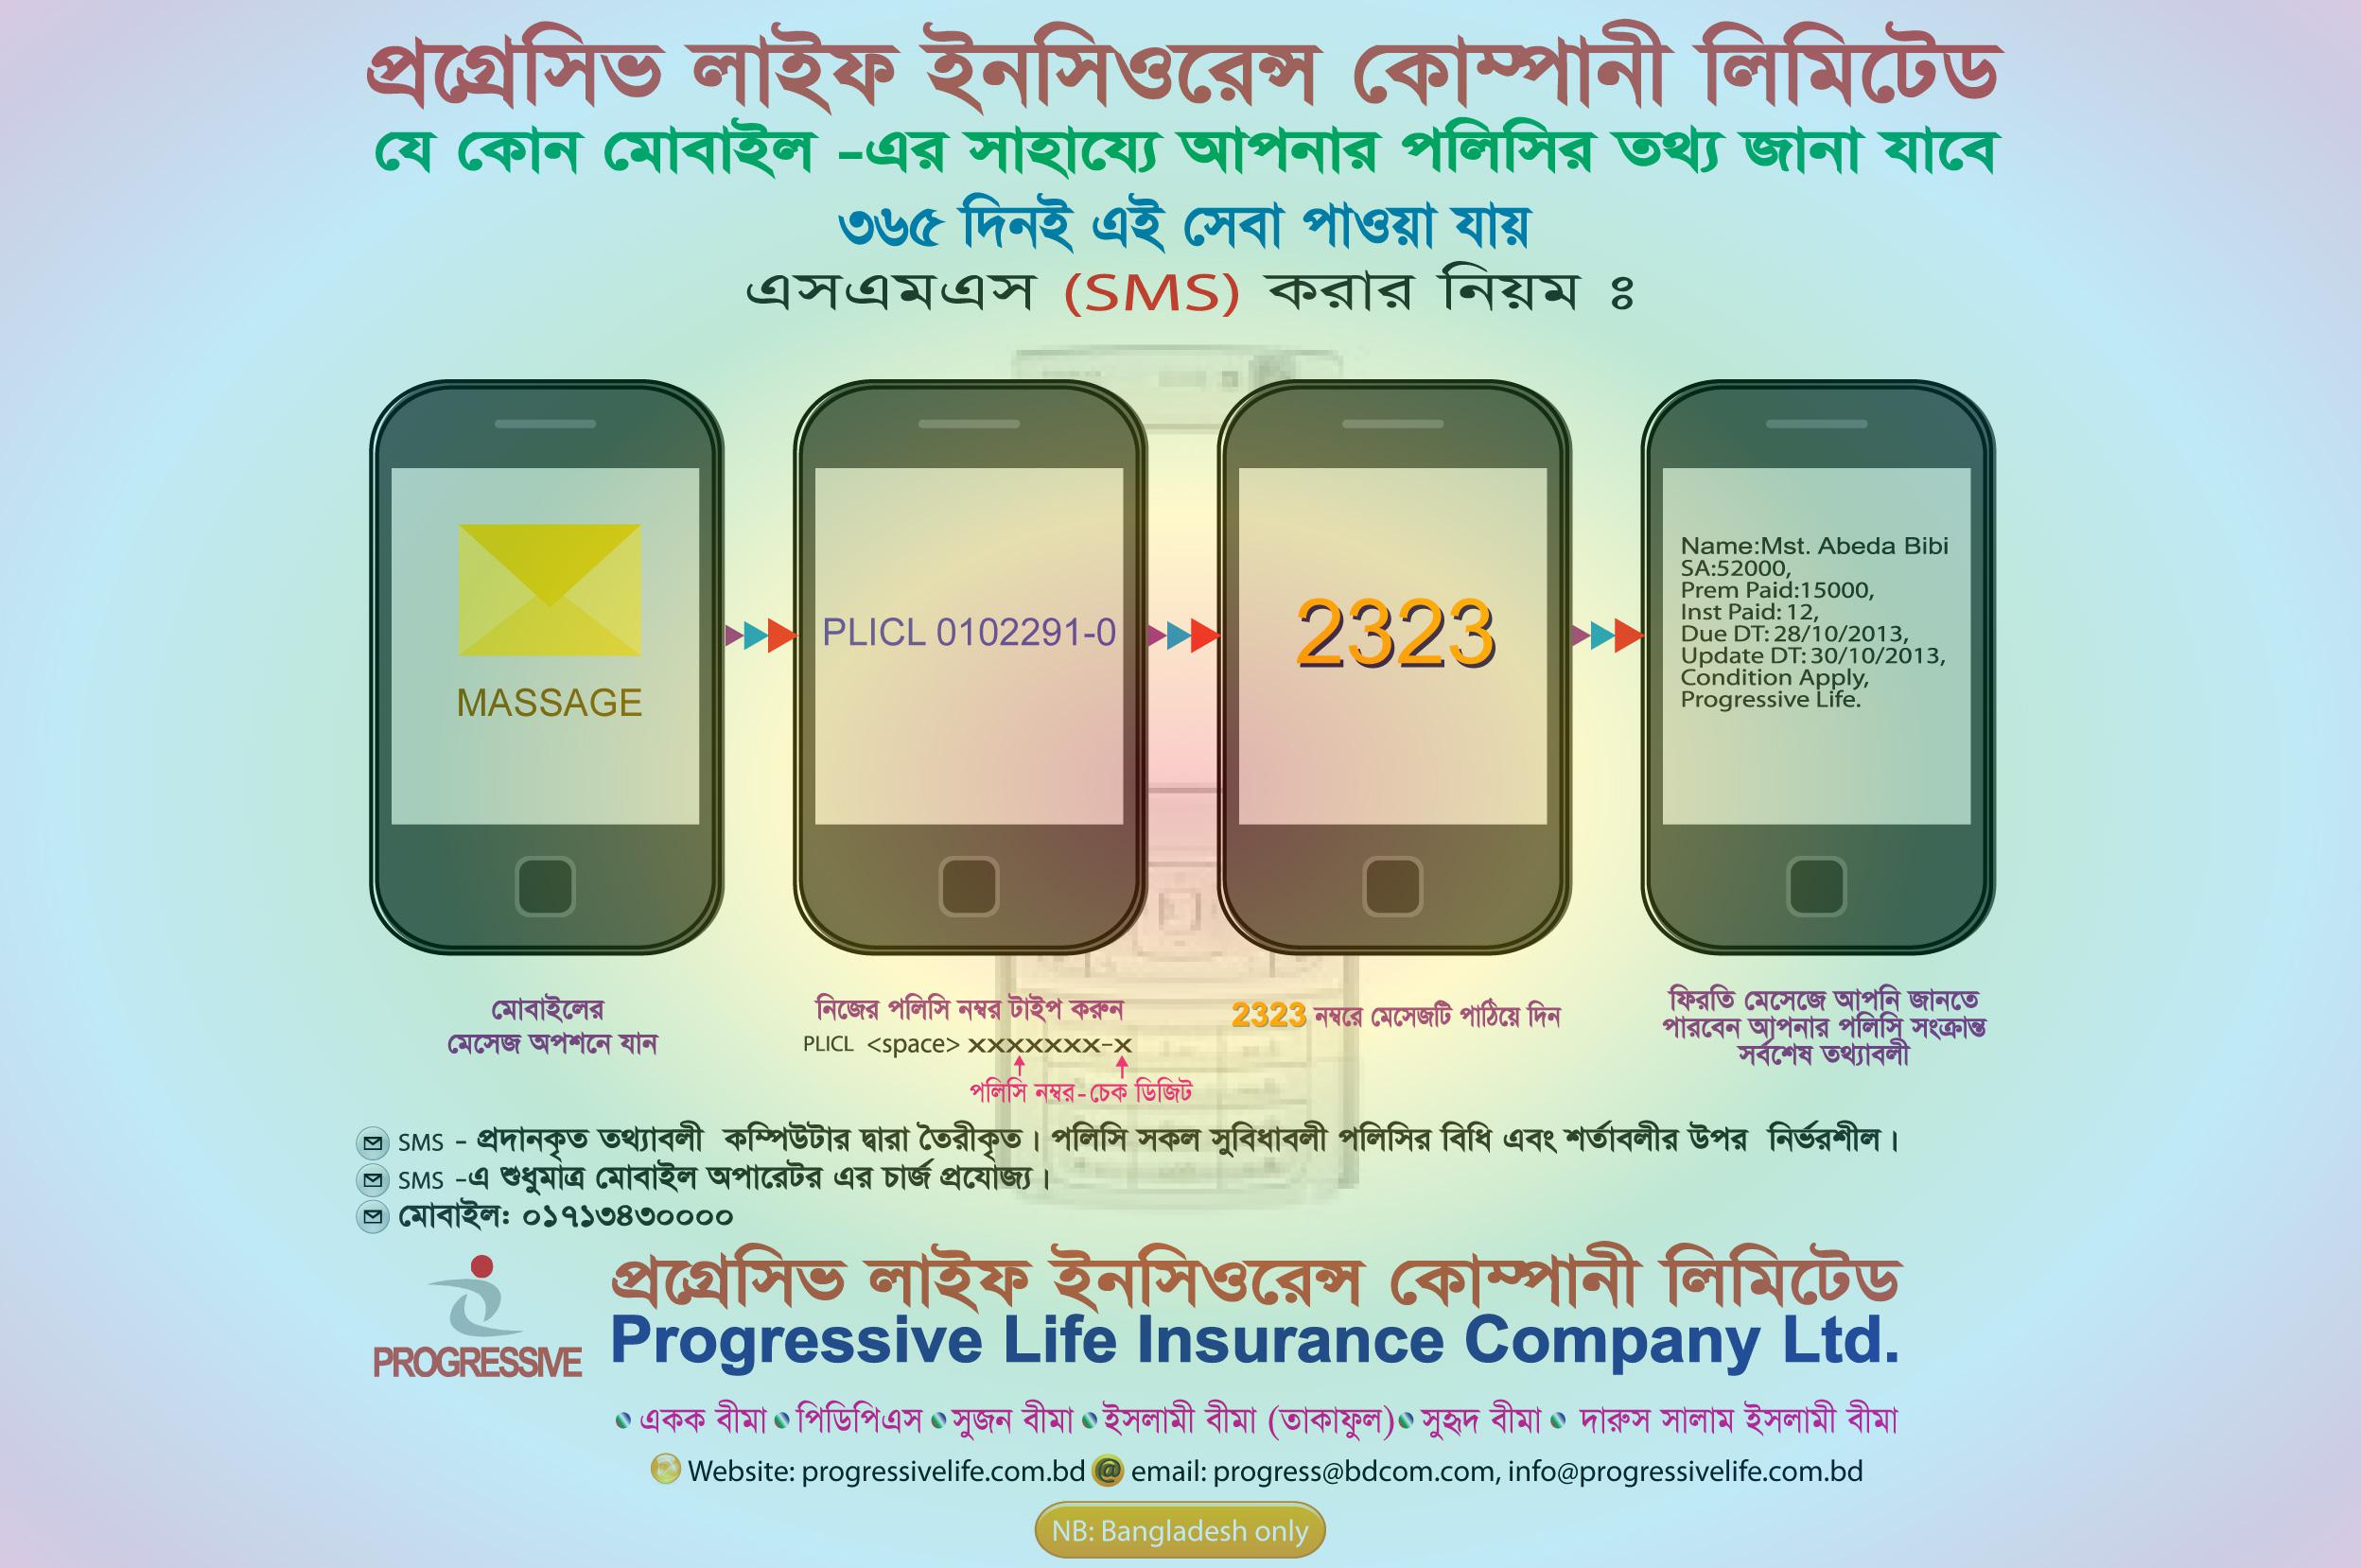 প্রগ্রেসিভ লাইফ ইনসিওরেন্স কোম্পানী লিমিটেড
যে কোন মোবাইল -এর সাহায্যে আপনার পলিসির তথ্য জানা যাবে
৩৬৫ দিনই এই সেবা পাওয়া যায়
এসএমএস (SMS) করার নিয়ম ঃ
MASSAGE
মোবাইলের
মেসেজ অপশনে যান
PLICL 0102291-0
নিজের পলিসি নম্বর টাইপ করুন
PLICL <space> xxxxxxx-x
পলিসি নম্বর-চেক ডিজিট
2323
2323 নম্বরে মেসেজটি পাঠিয়ে দিন
Name:Mst. Abeda Bibi
SA:52000,
Prem Paid:15000,
Inst Paid: 12,
Due DT: 28/10/2013,
Update DT: 30/10/2013,
Condition Apply,
Progressive Life.
ফিরতি মেসেজে আপনি জানতে
পারবেন আপনার পলিসি সংক্রান্ত
সর্বশেষ তথ্যাবলী
SMS - প্রদানকৃত তথ্যাবলী কম্পিউটার দ্বারা তৈরীকৃত। পলিসি সকল সুবিধাবলী পলিসির বিধি এবং শর্তাবলীর উপর নির্ভরশীল।
SMS -এ শুধুমাত্র মোবাইল অপারেটর এর চার্জ প্রযোজ্য।
মোবাইল: ০১৭১৩৪৩০০০০
PROGRESSIVE
প্রগ্রেসিভ লাইফ ইনসিওরেন্স কোম্পানী লিমিটেড
Progressive Life Insurance Company Ltd.
• একক বীমা • পিডিপিএস • সুজন বীমা • ইসলামী বীমা (তাকাফুল) • সুহৃদ বীমা • দারুস সালাম ইসলামী বীমা
Website: progressivelife.com.bd @ email: progress@bdcom.com, info@progressivelife.com.bd
NB: Bangladesh only